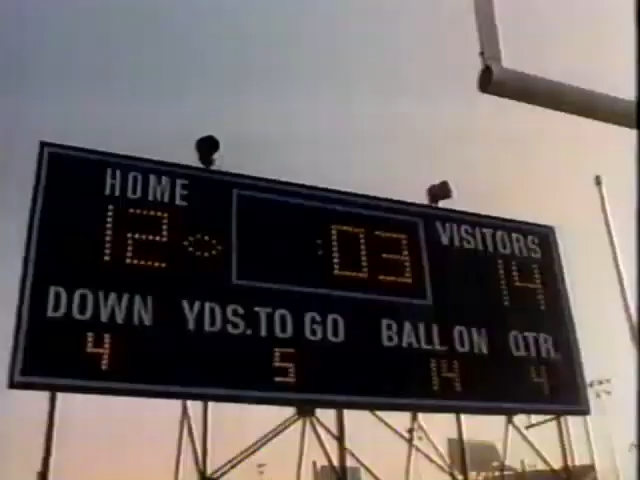 HOME
12 :03 VISITORS
14
DOWN YDS.TO GO BALL ON QTR.
4 5 14 4